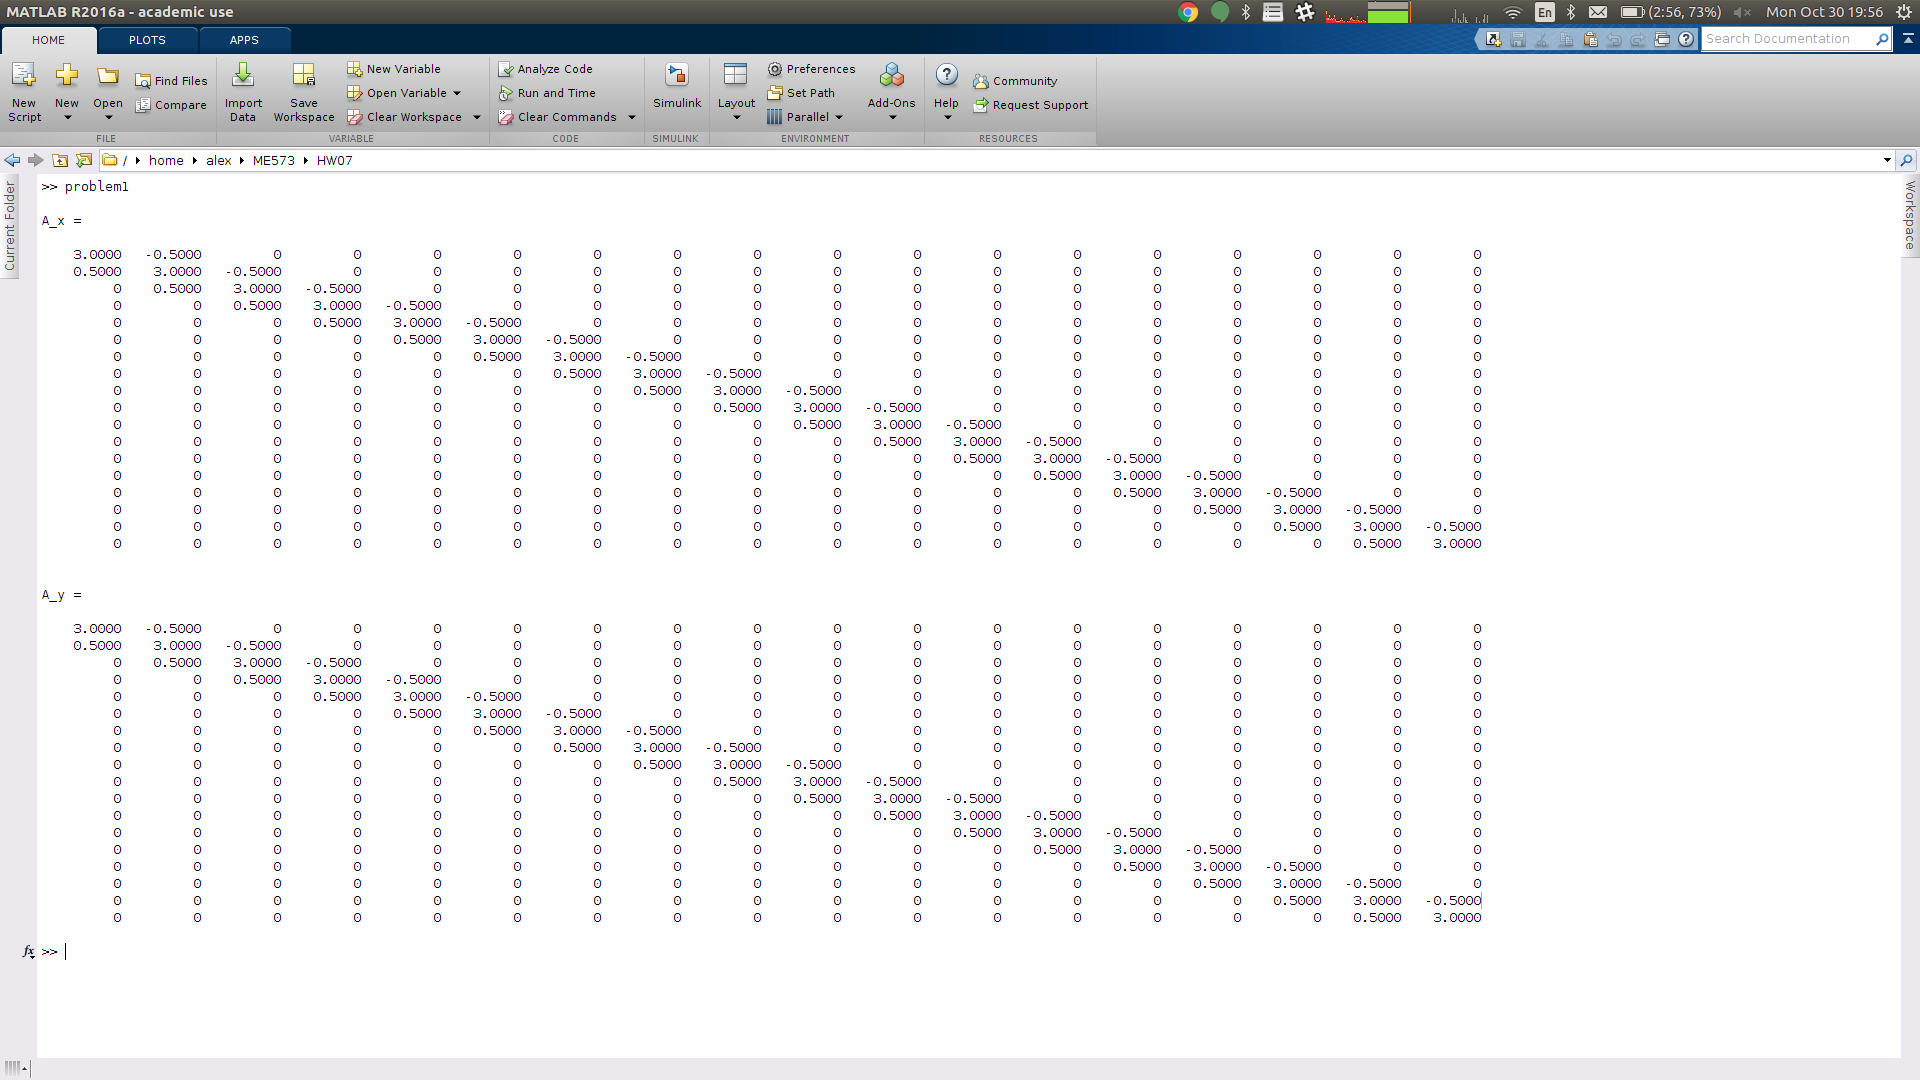 MATLAB R2016a - academic use
En (2:56, 73%) Mon Oct 30 19:56
HOME PLOTS APPS
Search Documentation
New Script New Open Find Files Compare Import Data Save Workspace New Variable Open Variable Clear Workspace Analyze Code Run and Time Clear Commands Simulink Layout Preferences Set Path Parallel Add-Ons Help Community Request Support
FILE VARIABLE CODE SIMULINK ENVIRONMENT RESOURCES
/ home alex ME573 HW07
Current Folder
Workspace
>> problem1
A_x =
3.0000 -0.5000 0 0 0 0 0 0 0 0 0 0 0 0 0 0 0 0
0.5000 3.0000 -0.5000 0 0 0 0 0 0 0 0 0 0 0 0 0 0 0
0 0.5000 3.0000 -0.5000 0 0 0 0 0 0 0 0 0 0 0 0 0 0
0 0 0.5000 3.0000 -0.5000 0 0 0 0 0 0 0 0 0 0 0 0 0
0 0 0 0.5000 3.0000 -0.5000 0 0 0 0 0 0 0 0 0 0 0 0
0 0 0 0 0.5000 3.0000 -0.5000 0 0 0 0 0 0 0 0 0 0 0
0 0 0 0 0 0.5000 3.0000 -0.5000 0 0 0 0 0 0 0 0 0 0
0 0 0 0 0 0 0.5000 3.0000 -0.5000 0 0 0 0 0 0 0 0 0
0 0 0 0 0 0 0 0.5000 3.0000 -0.5000 0 0 0 0 0 0 0 0
0 0 0 0 0 0 0 0 0.5000 3.0000 -0.5000 0 0 0 0 0 0 0
0 0 0 0 0 0 0 0 0 0.5000 3.0000 -0.5000 0 0 0 0 0 0
0 0 0 0 0 0 0 0 0 0 0.5000 3.0000 -0.5000 0 0 0 0 0
0 0 0 0 0 0 0 0 0 0 0 0.5000 3.0000 -0.5000 0 0 0 0
0 0 0 0 0 0 0 0 0 0 0 0 0.5000 3.0000 -0.5000 0 0 0
0 0 0 0 0 0 0 0 0 0 0 0 0 0.5000 3.0000 -0.5000 0 0
0 0 0 0 0 0 0 0 0 0 0 0 0 0 0.5000 3.0000 -0.5000 0
0 0 0 0 0 0 0 0 0 0 0 0 0 0 0 0.5000 3.0000 -0.5000
0 0 0 0 0 0 0 0 0 0 0 0 0 0 0 0 0.5000 3.0000
A_y =
3.0000 -0.5000 0 0 0 0 0 0 0 0 0 0 0 0 0 0 0 0
0.5000 3.0000 -0.5000 0 0 0 0 0 0 0 0 0 0 0 0 0 0 0
0 0.5000 3.0000 -0.5000 0 0 0 0 0 0 0 0 0 0 0 0 0 0
0 0 0.5000 3.0000 -0.5000 0 0 0 0 0 0 0 0 0 0 0 0 0
0 0 0 0.5000 3.0000 -0.5000 0 0 0 0 0 0 0 0 0 0 0 0
0 0 0 0 0.5000 3.0000 -0.5000 0 0 0 0 0 0 0 0 0 0 0
0 0 0 0 0 0.5000 3.0000 -0.5000 0 0 0 0 0 0 0 0 0 0
0 0 0 0 0 0 0.5000 3.0000 -0.5000 0 0 0 0 0 0 0 0 0
0 0 0 0 0 0 0 0.5000 3.0000 -0.5000 0 0 0 0 0 0 0 0
0 0 0 0 0 0 0 0 0.5000 3.0000 -0.5000 0 0 0 0 0 0 0
0 0 0 0 0 0 0 0 0 0.5000 3.0000 -0.5000 0 0 0 0 0 0
0 0 0 0 0 0 0 0 0 0 0.5000 3.0000 -0.5000 0 0 0 0 0
0 0 0 0 0 0 0 0 0 0 0 0.5000 3.0000 -0.5000 0 0 0 0
0 0 0 0 0 0 0 0 0 0 0 0 0.5000 3.0000 -0.5000 0 0 0
0 0 0 0 0 0 0 0 0 0 0 0 0 0.5000 3.0000 -0.5000 0 0
0 0 0 0 0 0 0 0 0 0 0 0 0 0 0.5000 3.0000 -0.5000 0
0 0 0 0 0 0 0 0 0 0 0 0 0 0 0 0.5000 3.0000 -0.5000
0 0 0 0 0 0 0 0 0 0 0 0 0 0 0 0 0.5000 3.0000
fx >>